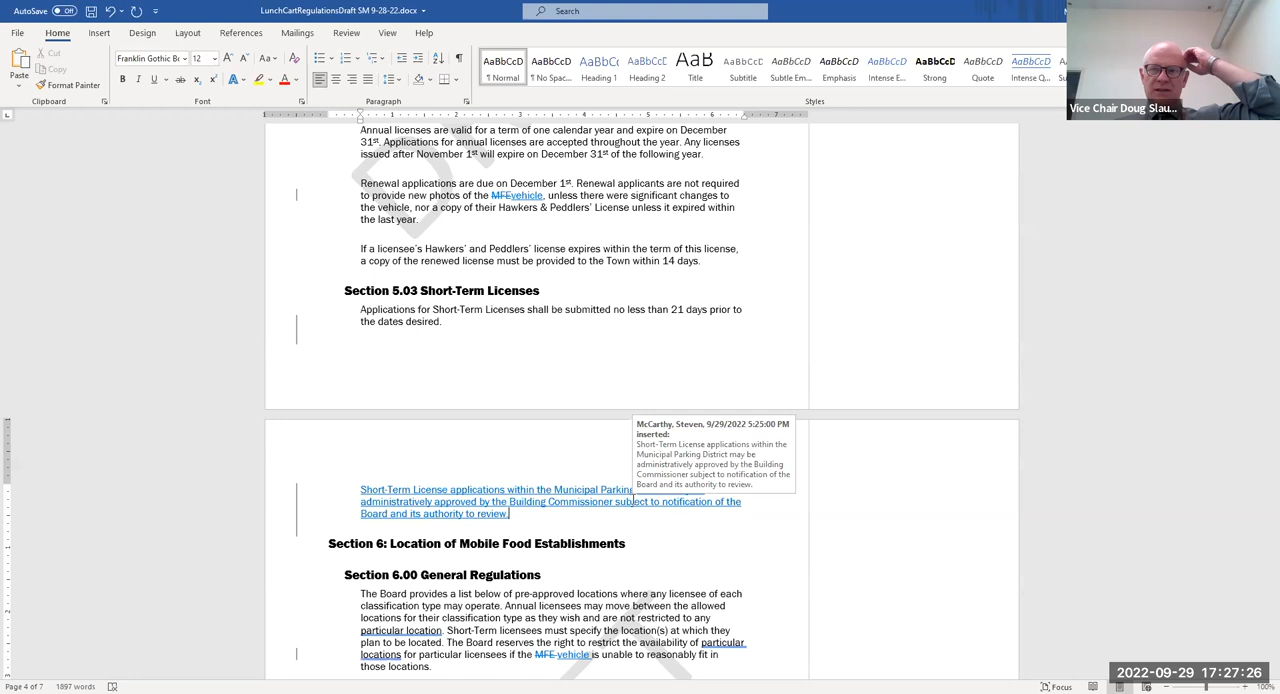 AutoSave Off LunchCartRegulationsDraft SM 9-28-22.docx Search
File Home Insert Design Layout References Mailings Review View Help
Paste Cut Copy Format Painter Clipboard
Franklin Gothic B 12 Font
Paragraph
AaBbCcD AaBbCcD AaBbC AaBbCcD AaB AaBbCcD AaBbCcD AaBbCcD AaBbCcD AaBbCcD AaBbCcD AaBbCcD
¶ Normal ¶ No Spac... Heading 1 Heading 2 Title Subtitle Subtle Em... Emphasis Intense E... Strong Quote Intense Q...
Styles
Vice Chair Doug Slau...
Annual licenses are valid for a term of one calendar year and expire on December
31st. Applications for annual licenses are accepted throughout the year. Any licenses
issued after November 1st will expire on December 31st of the following year.
Renewal applications are due on December 1st. Renewal applicants are not required
to provide new photos of the MFEvehicle, unless there were significant changes to
the vehicle, nor a copy of their Hawkers & Peddlers' License unless it expired within
the last year.
If a licensee's Hawkers' and Peddlers' license expires within the term of this license,
a copy of the renewed license must be provided to the Town within 14 days.
Section 5.03 Short-Term Licenses
Applications for Short-Term Licenses shall be submitted no less than 21 days prior to
the dates desired.
McCarthy, Steven, 9/29/2022 5:25:00 PM
inserted:
Short-Term License applications within the
Municipal Parking District may be
administratively approved by the Building
Commissioner subject to notification of the
Board and its authority to review.
Short-Term License applications within the Municipal Parking
administratively approved by the Building Commissioner subject to notification of the
Board and its authority to review.
Section 6: Location of Mobile Food Establishments
Section 6.00 General Regulations
The Board provides a list below of pre-approved locations where any licensee of each
classification type may operate. Annual licensees may move between the allowed
locations for their classification type as they wish and are not restricted to any
particular location. Short-Term licensees must specify the location(s) at which they
plan to be located. The Board reserves the right to restrict the availability of particular
locations for particular licensees if the MFE vehicle is unable to reasonably fit in
those locations.
Page 4 of 7 1897 words Focus 100%
2022-09-29 17:27:26